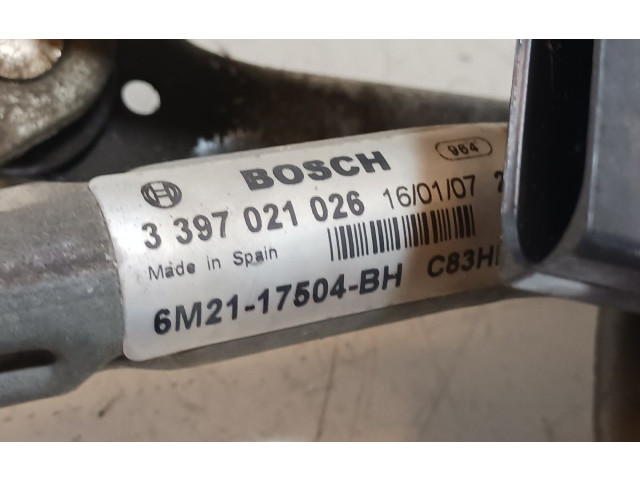 BOSCH 964
3 397 021 026 16/01/07
Made in Spain
6M21-17504-BH